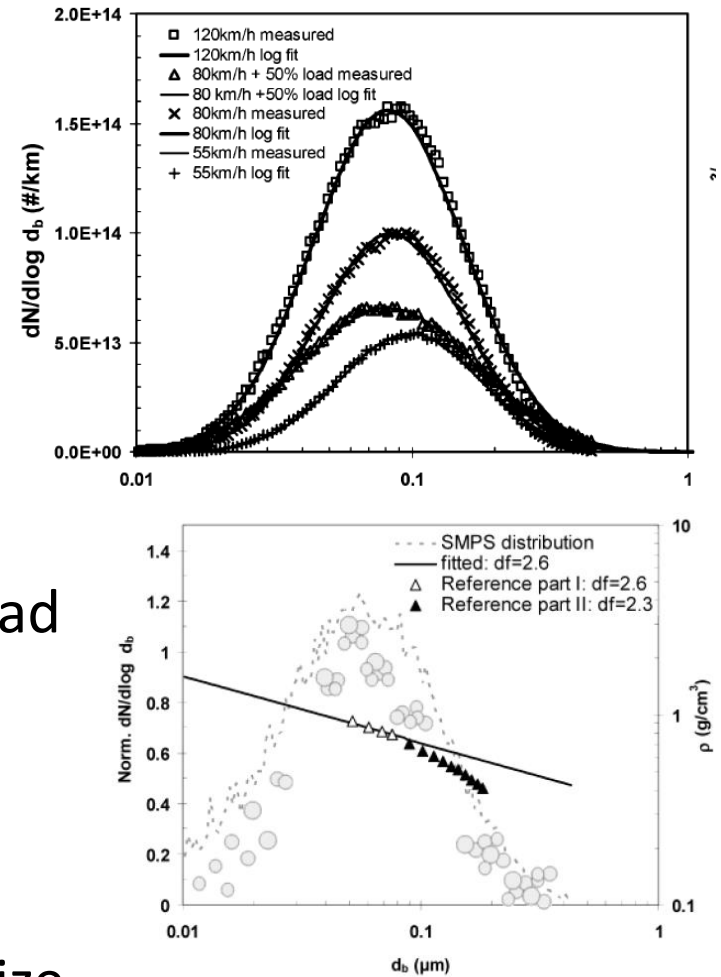 2.0E+14
1.5E+14
1.0E+14
5.0E+13
0.0E+00
dN/dlog db (#/km)
120km/h measured
120km/h log fit
80km/h + 50% load measured
80 km/h +50% load log fit
80km/h measured
80km/h log fit
55km/h measured
55km/h log fit
0.01
0.1
1
ad
1.4
1.2
1
0.8
0.6
0.4
0.2
0
Norm. dN/dlog db
SMPS distribution
fitted: df=2.6
Reference part I: df=2.6
Reference part II: df=2.3
10
1
0.1
ρ (g/cm³)
0.01
0.1
1
db (µm)